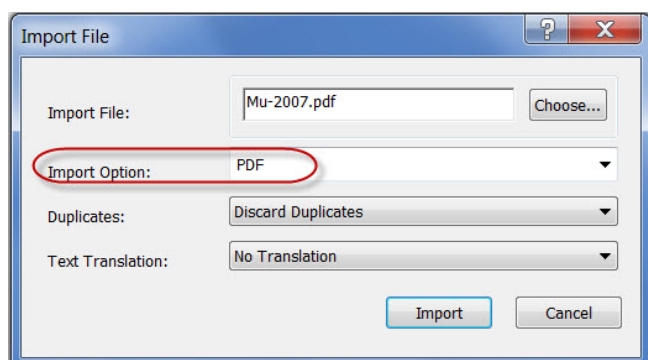 Import File
Import File: Mu-2007.pdf Choose...
Import Option: PDF
Duplicates: Discard Duplicates
Text Translation: No Translation
Import Cancel